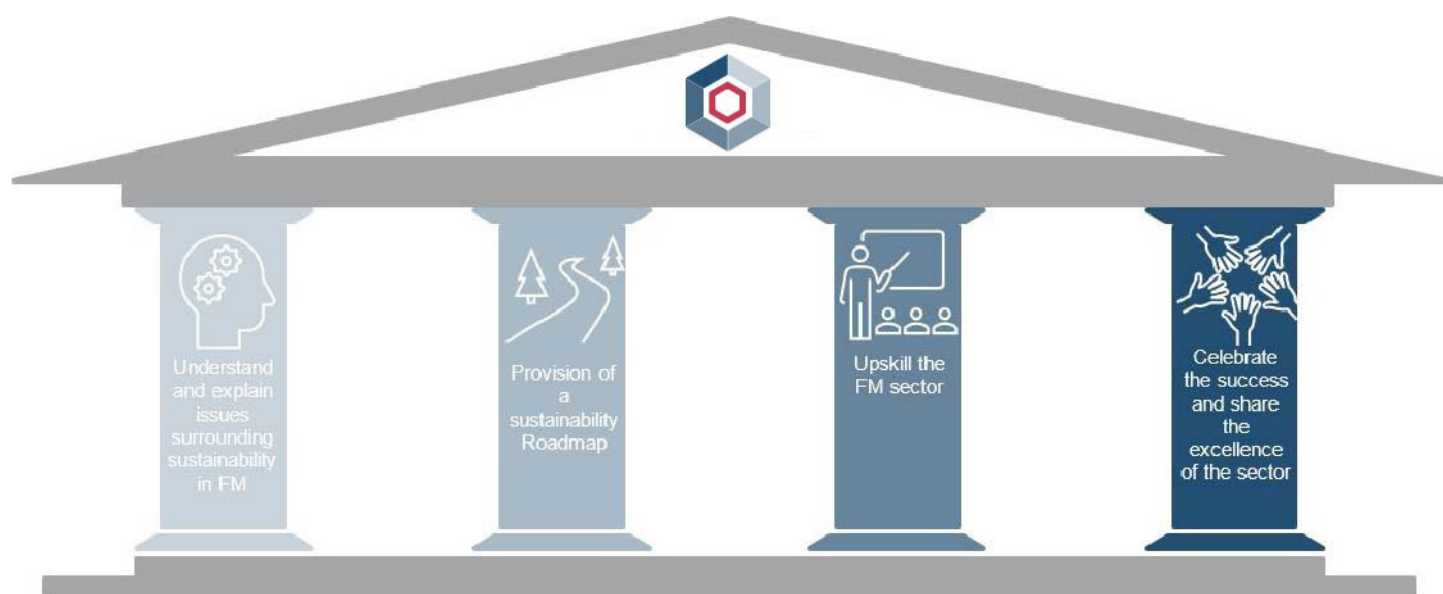 Understand
and explain
issues
surrounding
sustainability
in FM
Provision of
a
sustainability
Roadmap
Upskill the
FM sector
Celebrate
the success
and share
the
excellence
of the sector